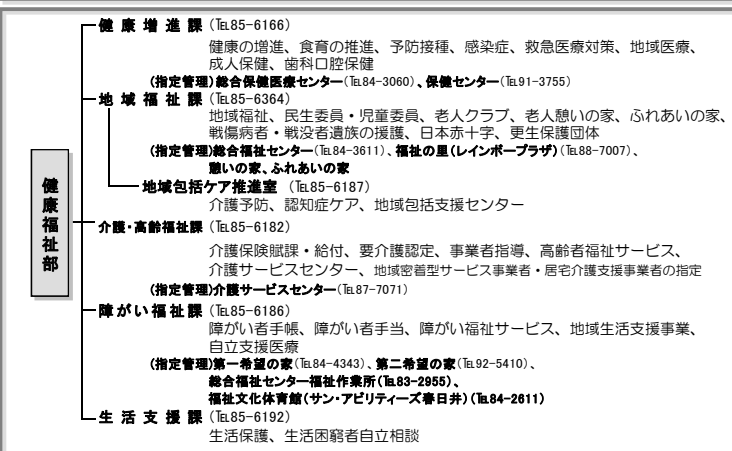 健康福祉部
健康増進課(℡85-6166)
健康の増進、食育の推進、予防接種、感染症、救急医療対策、地域医療、
成人保健、歯科口腔保健
(指定管理)総合保健医療センター(℡84-3060)、保健センター(℡91-3755)
地域福祉課(℡85-6364)
地域福祉、民生委員・児童委員、老人クラブ、老人憩いの家、ふれあいの家、
戦傷病者・戦没者遺族の援護、日本赤十字、更生保護団体
(指定管理)総合福祉センター(℡84-3611)、福祉の里(レインボープラザ)(℡88-7007)、
憩いの家、ふれあいの家
地域包括ケア推進室 (℡85-6187)
介護予防、認知症ケア、地域包括支援センター
介護・高齢福祉課(℡85-6182)
介護保険賦課・給付、要介護認定、事業者指導、高齢者福祉サービス、
介護サービスセンター、地域密着型サービス事業者・居宅介護支援事業者の指定
(指定管理)介護サービスセンター(℡87-7071)
障がい福祉課(℡85-6186)
障がい者手帳、障がい者手当、障がい福祉サービス、地域生活支援事業、
自立支援医療
(指定管理)第一希望の家(℡84-4343)、第二希望の家(℡92-5410)、
総合福祉センター福祉作業所(℡83-2955)、
福祉文化体育館(サン・アビリティーズ春日井)(℡84-2611)
生活支援課(℡85-6192)
生活保護、生活困窮者自立相談